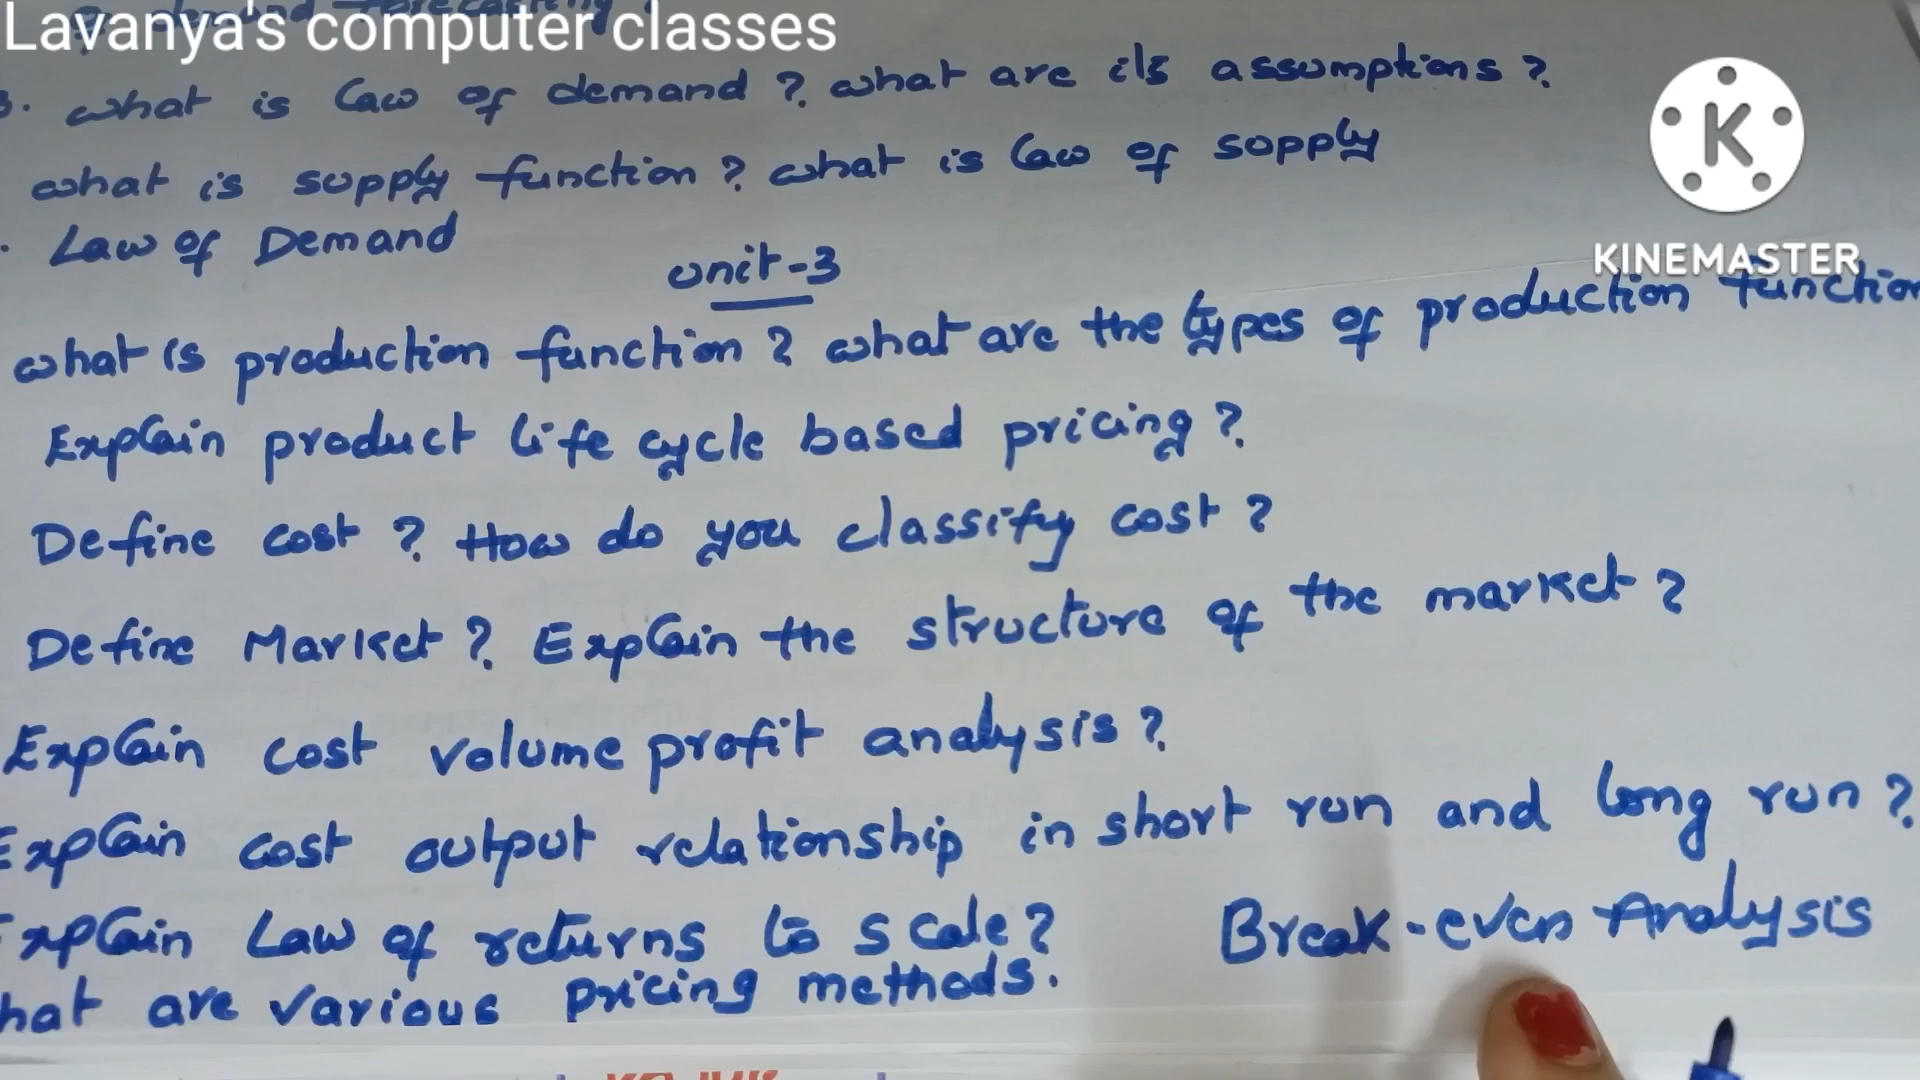 demand forecasting
Lavanya's computer classes
3. what is law of demand ? what are its assumptions ?
what is supply function ? what is law of supply
. Law of Demand
unit-3
KINEMASTER
what is production function ? what are the types of production function
Explain product life cycle based pricing ?
Define cost ? How do you classify cost ?
Define Market ? Explain the structure of the market ?
Explain cost volume profit analysis ?
Explain cost output relationship in short run and long run ?
Explain Law of returns to scale ? Break-even Analysis
hat are various pricing methods.